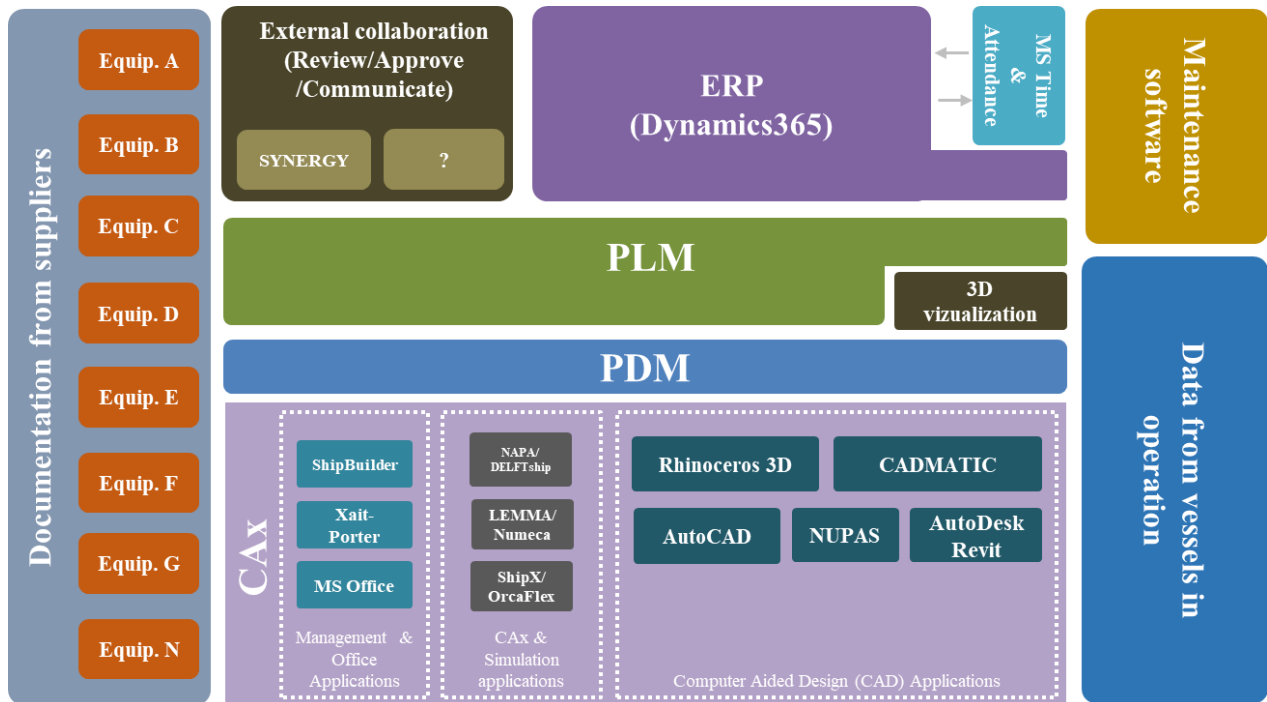 Documentation from suppliers
Equip. A
Equip. B
Equip. C
Equip. D
Equip. E
Equip. F
Equip. G
Equip. N
External collaboration
(Review/Approve
/Communicate)
SYNERGY
?
ERP
(Dynamics365)
MS Time
&
Attendance
Maintenance
software
PLM
3D
vizualization
PDM
Data from vessels in
operation
CAx
ShipBuilder
Xait-
Porter
MS Office
Management &
Office
Applications
NAPA/
DELFTship
LEMMA/
Numeca
ShipX/
OrcaFlex
CAx &
Simulation
applications
Rhinoceros 3D
CADMATIC
AutoCAD
NUPAS
AutoDesk
Revit
Computer Aided Design (CAD) Applications